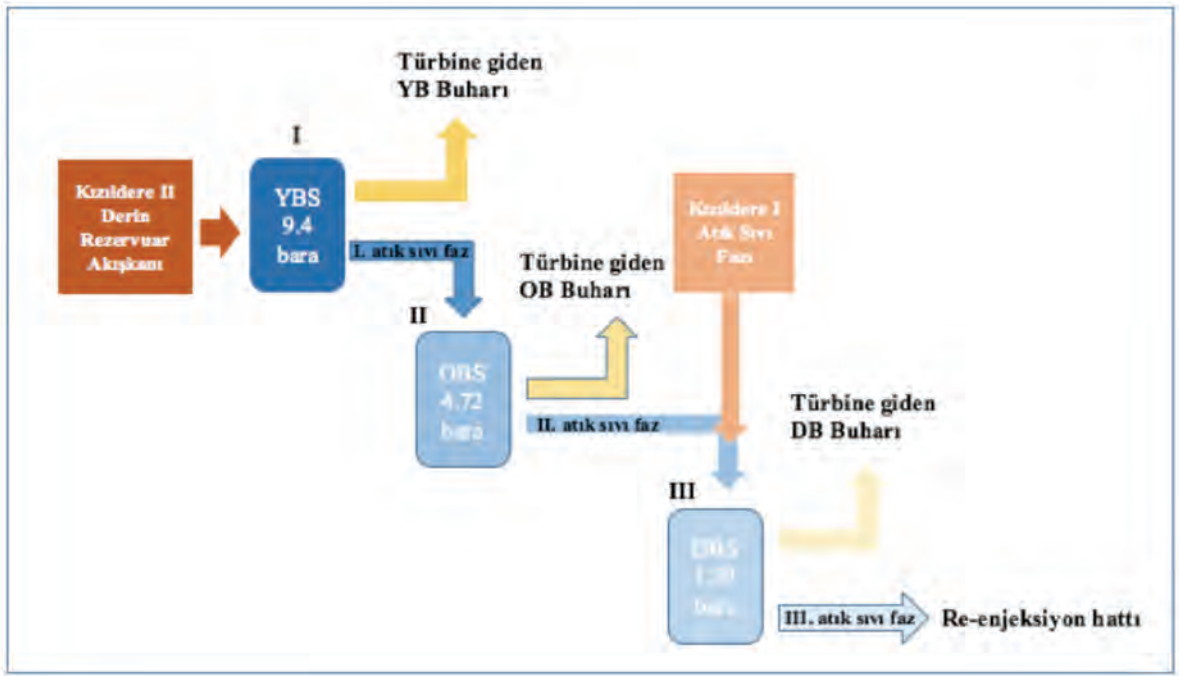 Türbine giden
YB Buharı
I
Kızıldere II
Derin
Rezervuar
Akışkanı
YBS
9.4
bara
I. atık sıvı faz
Türbine giden
OB Buharı
Kızıldere I
Atık Sıvı
Fazı
II
OBS
4.72
bara
II. atık sıvı faz
Türbine giden
DB Buharı
III
DBS
bara
III. atık sıvı faz
Re-enjeksiyon hattı